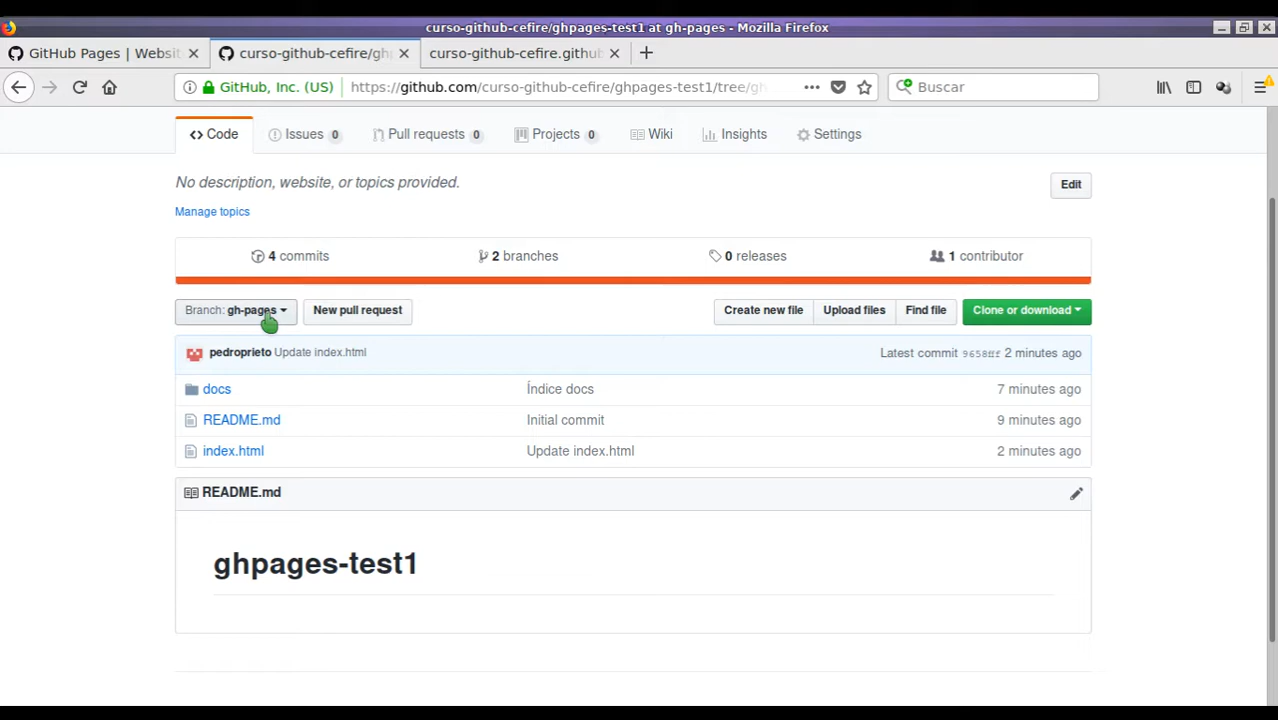 curso-github-cefire/ghpages-test1 at gh-pages - Mozilla Firefox
GitHub Pages | Websit
curso-github-cefire/gh
curso-github-cefire.github
GitHub, Inc. (US)
https://github.com/curso-githubcefire/ghpages-test1/tree/gh
Buscar
Code
Issues 0
Pull requests 0
Projects 0
Wiki
Insights
Settings
No description, website, or topics provided.
Edit
Manage topics
4 commits
2 branches
0 releases
1 contributor
Branch: gh-pages
New pull request
Create new file
Upload files
Find file
Clone or download
pedroprieto Update index.html
Latest commit 9658fff 2 minutes ago
docs Índice docs 7 minutes ago
README.md Initial commit 9 minutes ago
index.html Update index.html 2 minutes ago
README.md
ghpages-test1